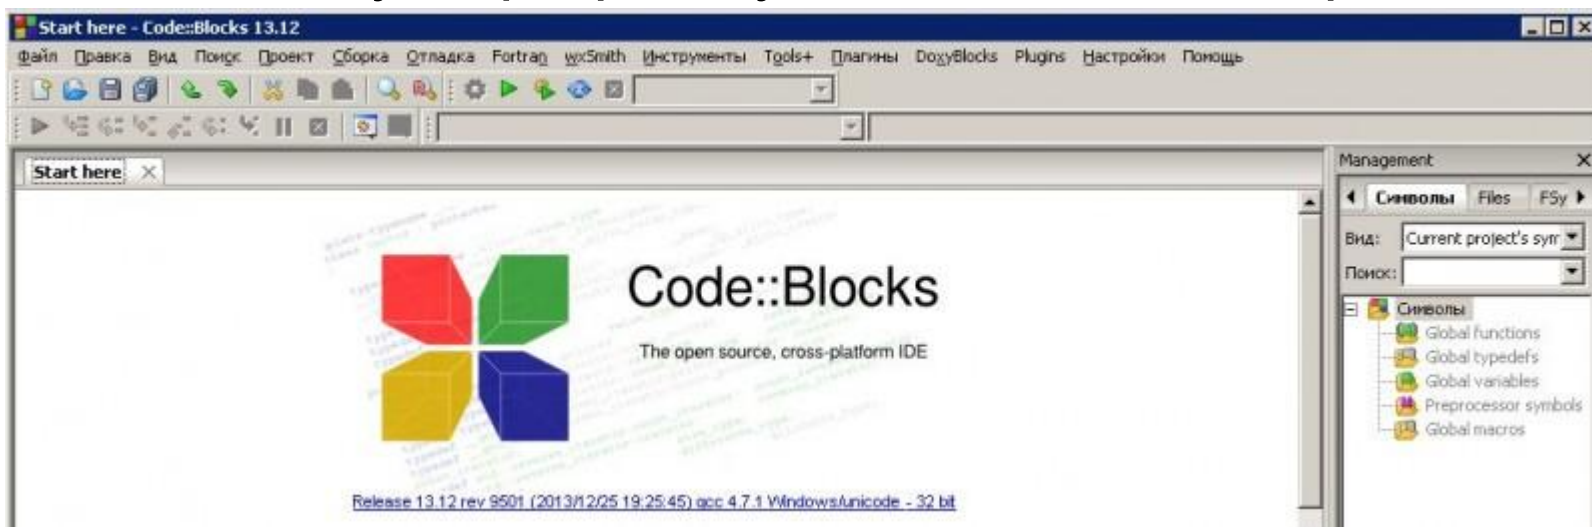 Start here - Code::Blocks 13.12
Файл Правка Вид Поиск Проект Сборка Отладка Fortran wxSmith Инструменты Tools+ Плагины DoxyBlocks Plugins Настройки Помощь
Start here
Management
Символы Files FSy
Вид: Current project's sym
Поиск:
Code::Blocks
The open source, cross-platform IDE
Символы
Global functions
Global typedefs
Global variables
Preprocessor symbols
Global macros
Release 13.12 rev 9501 (2013/12/25 19:25:45) gcc 4.7.1 Windows/unicode - 32 bit